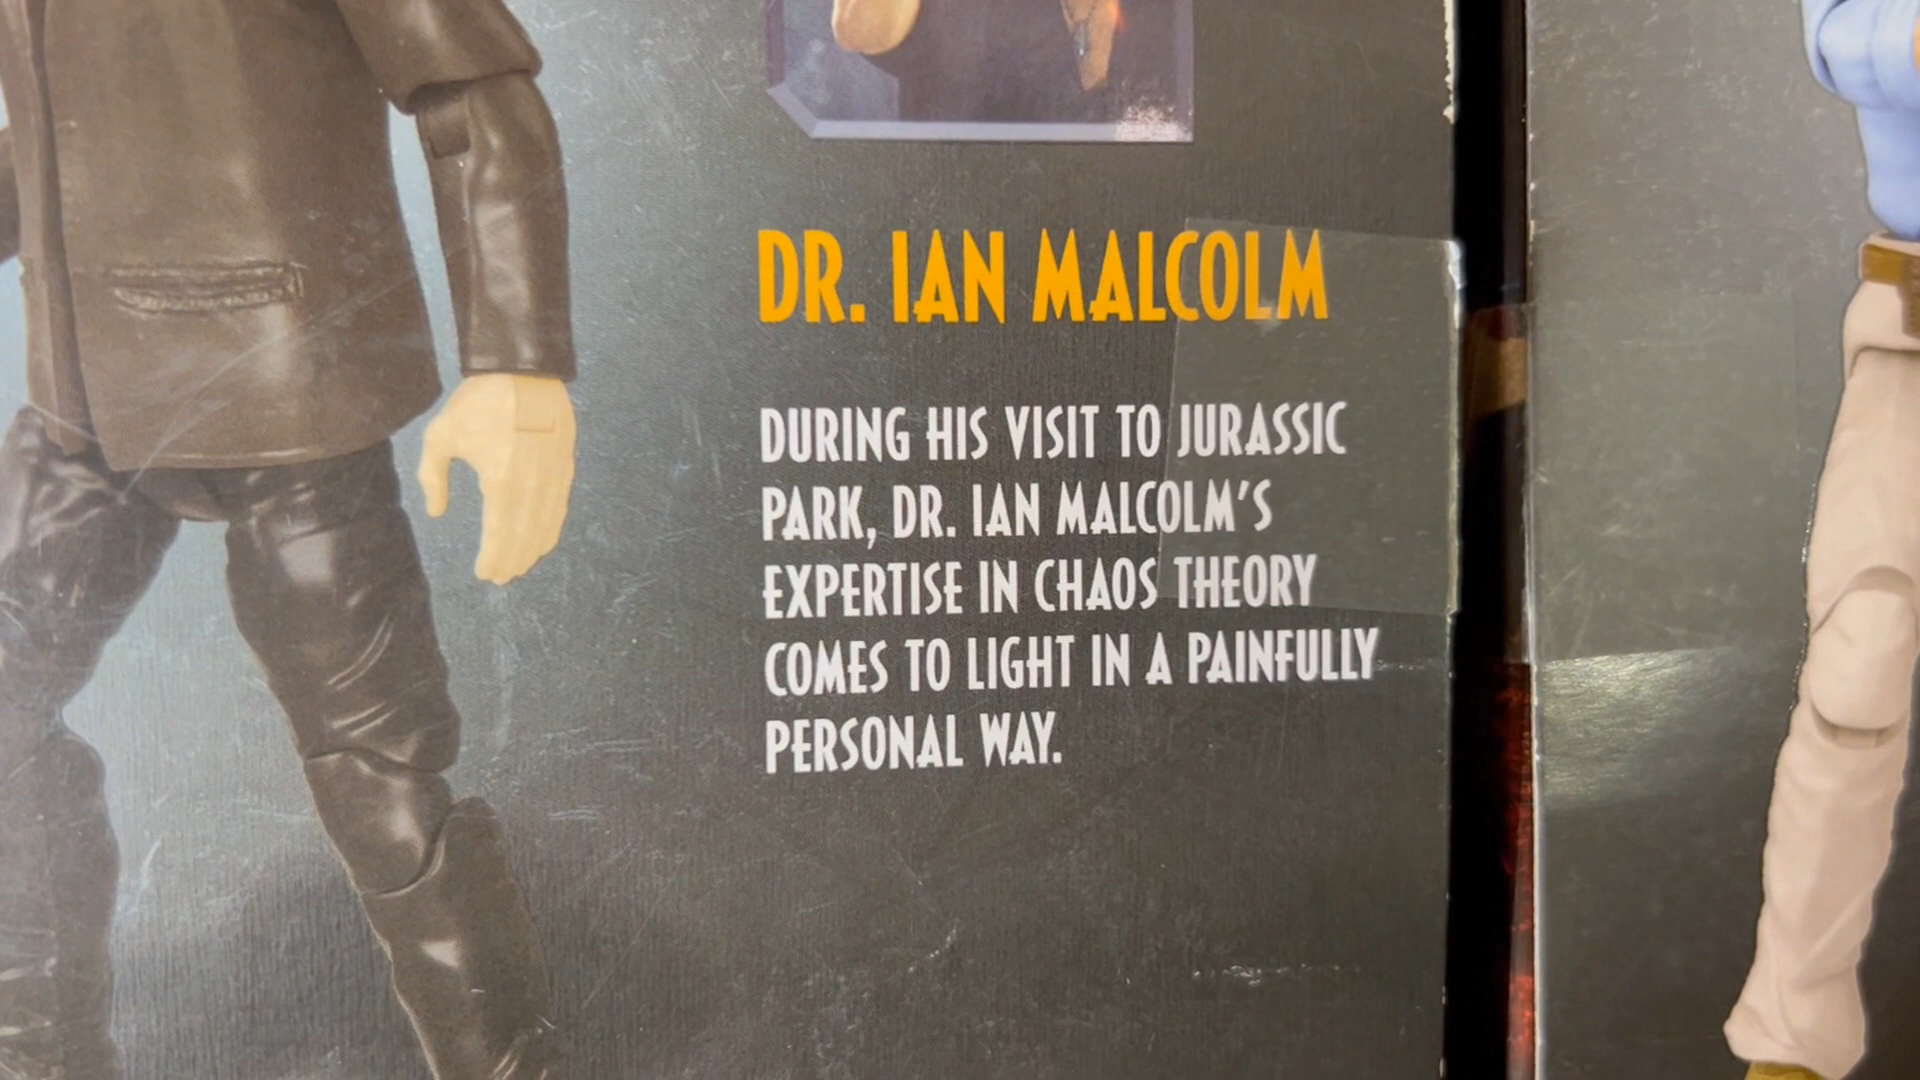 DR. IAN MALCOLM
DURING HIS VISIT TO JURASSIC
PARK, DR. IAN MALCOLM'S
EXPERTISE IN CHAOS THEORY
COMES TO LIGHT IN A PAINFULLY
PERSONAL WAY.